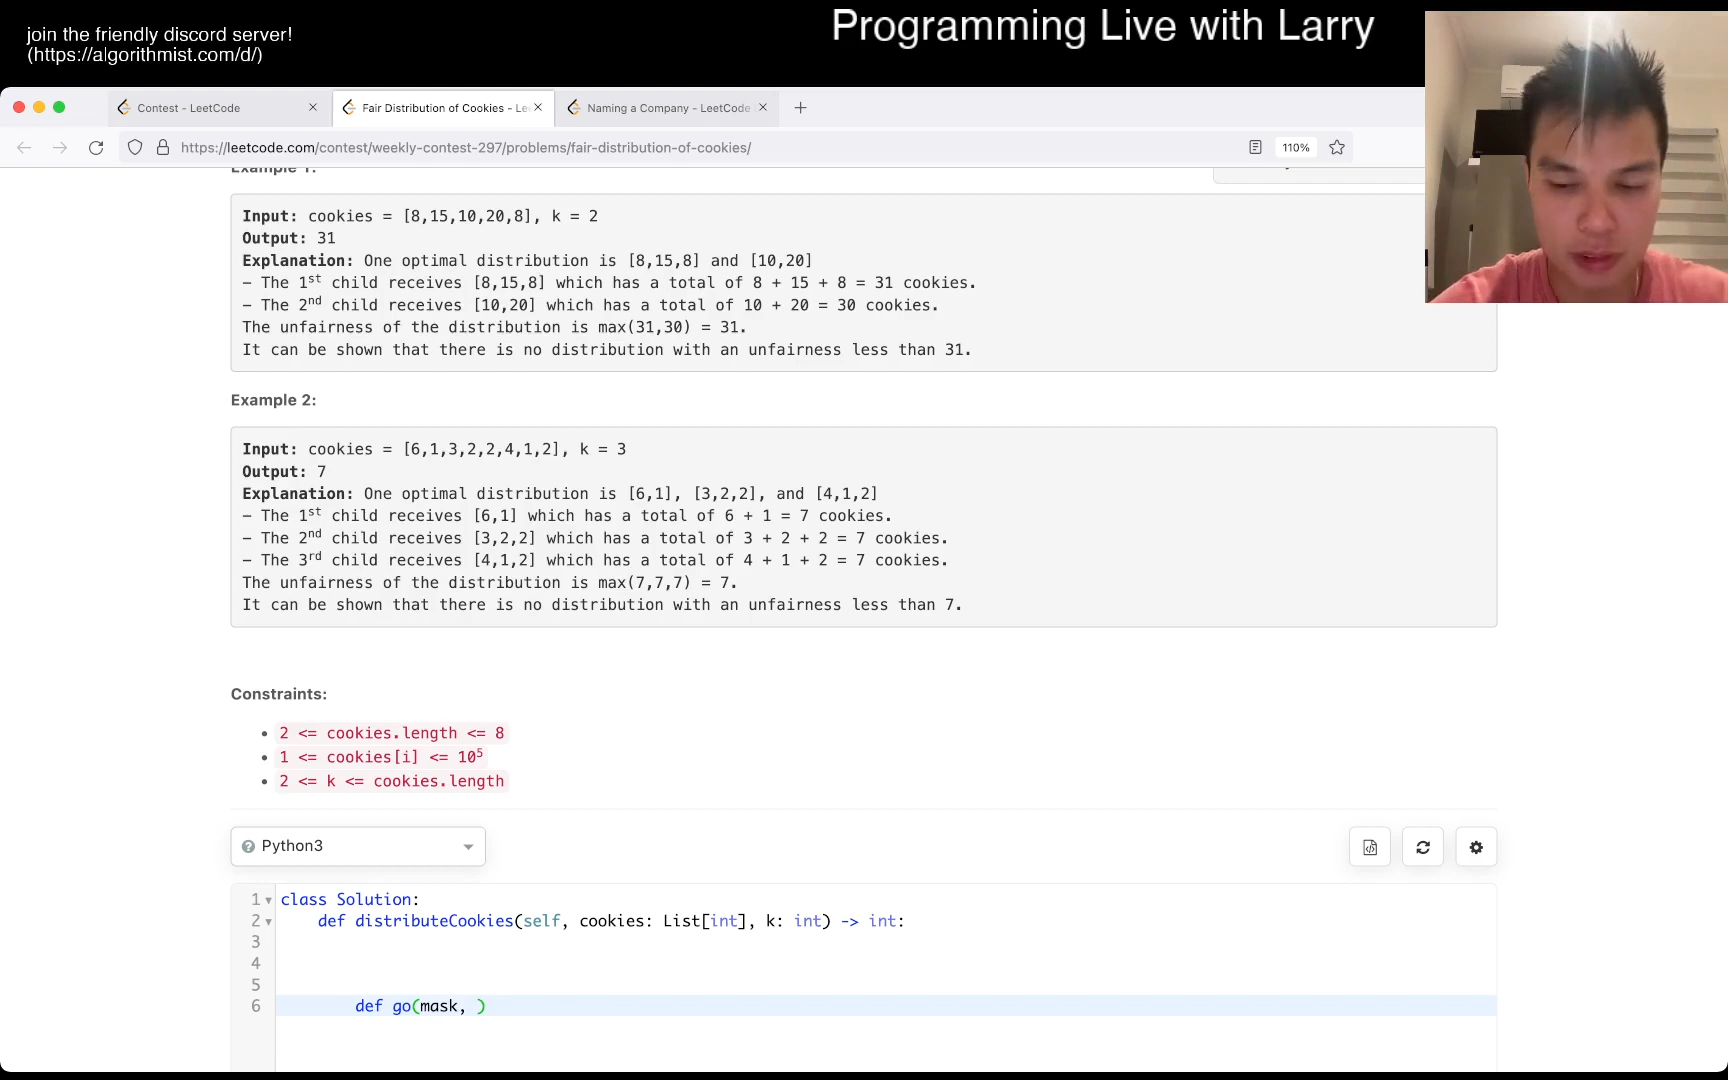 join the friendly discord server!
(https://algorithmist.com/d/)
Programming Live with Larry
Contest - LeetCode
Fair Distribution of Cookies - Le
Naming a Company - LeetCode
https://leetcode.com/contest/weekly-contest-297/problems/fair-distribution-of-cookies/
110%
Example 1:
Input: cookies = [8,15,10,20,8], k = 2
Output: 31
Explanation: One optimal distribution is [8,15,8] and [10,20]
- The 1st child receives [8,15,8] which has a total of 8 + 15 + 8 = 31 cookies.
- The 2nd child receives [10,20] which has a total of 10 + 20 = 30 cookies.
The unfairness of the distribution is max(31,30) = 31.
It can be shown that there is no distribution with an unfairness less than 31.
Example 2:
Input: cookies = [6,1,3,2,2,4,1,2], k = 3
Output: 7
Explanation: One optimal distribution is [6,1], [3,2,2], and [4,1,2]
- The 1st child receives [6,1] which has a total of 6 + 1 = 7 cookies.
- The 2nd child receives [3,2,2] which has a total of 3 + 2 + 2 = 7 cookies.
- The 3rd child receives [4,1,2] which has a total of 4 + 1 + 2 = 7 cookies.
The unfairness of the distribution is max(7,7,7) = 7.
It can be shown that there is no distribution with an unfairness less than 7.
Constraints:
• 2 <= cookies.length <= 8
• 1 <= cookies[i] <= 10^5
• 2 <= k <= cookies.length
Python3
1 class Solution:
2 def distributeCookies(self, cookies: List[int], k: int) -> int:
3
4
5
6 def go(mask, )